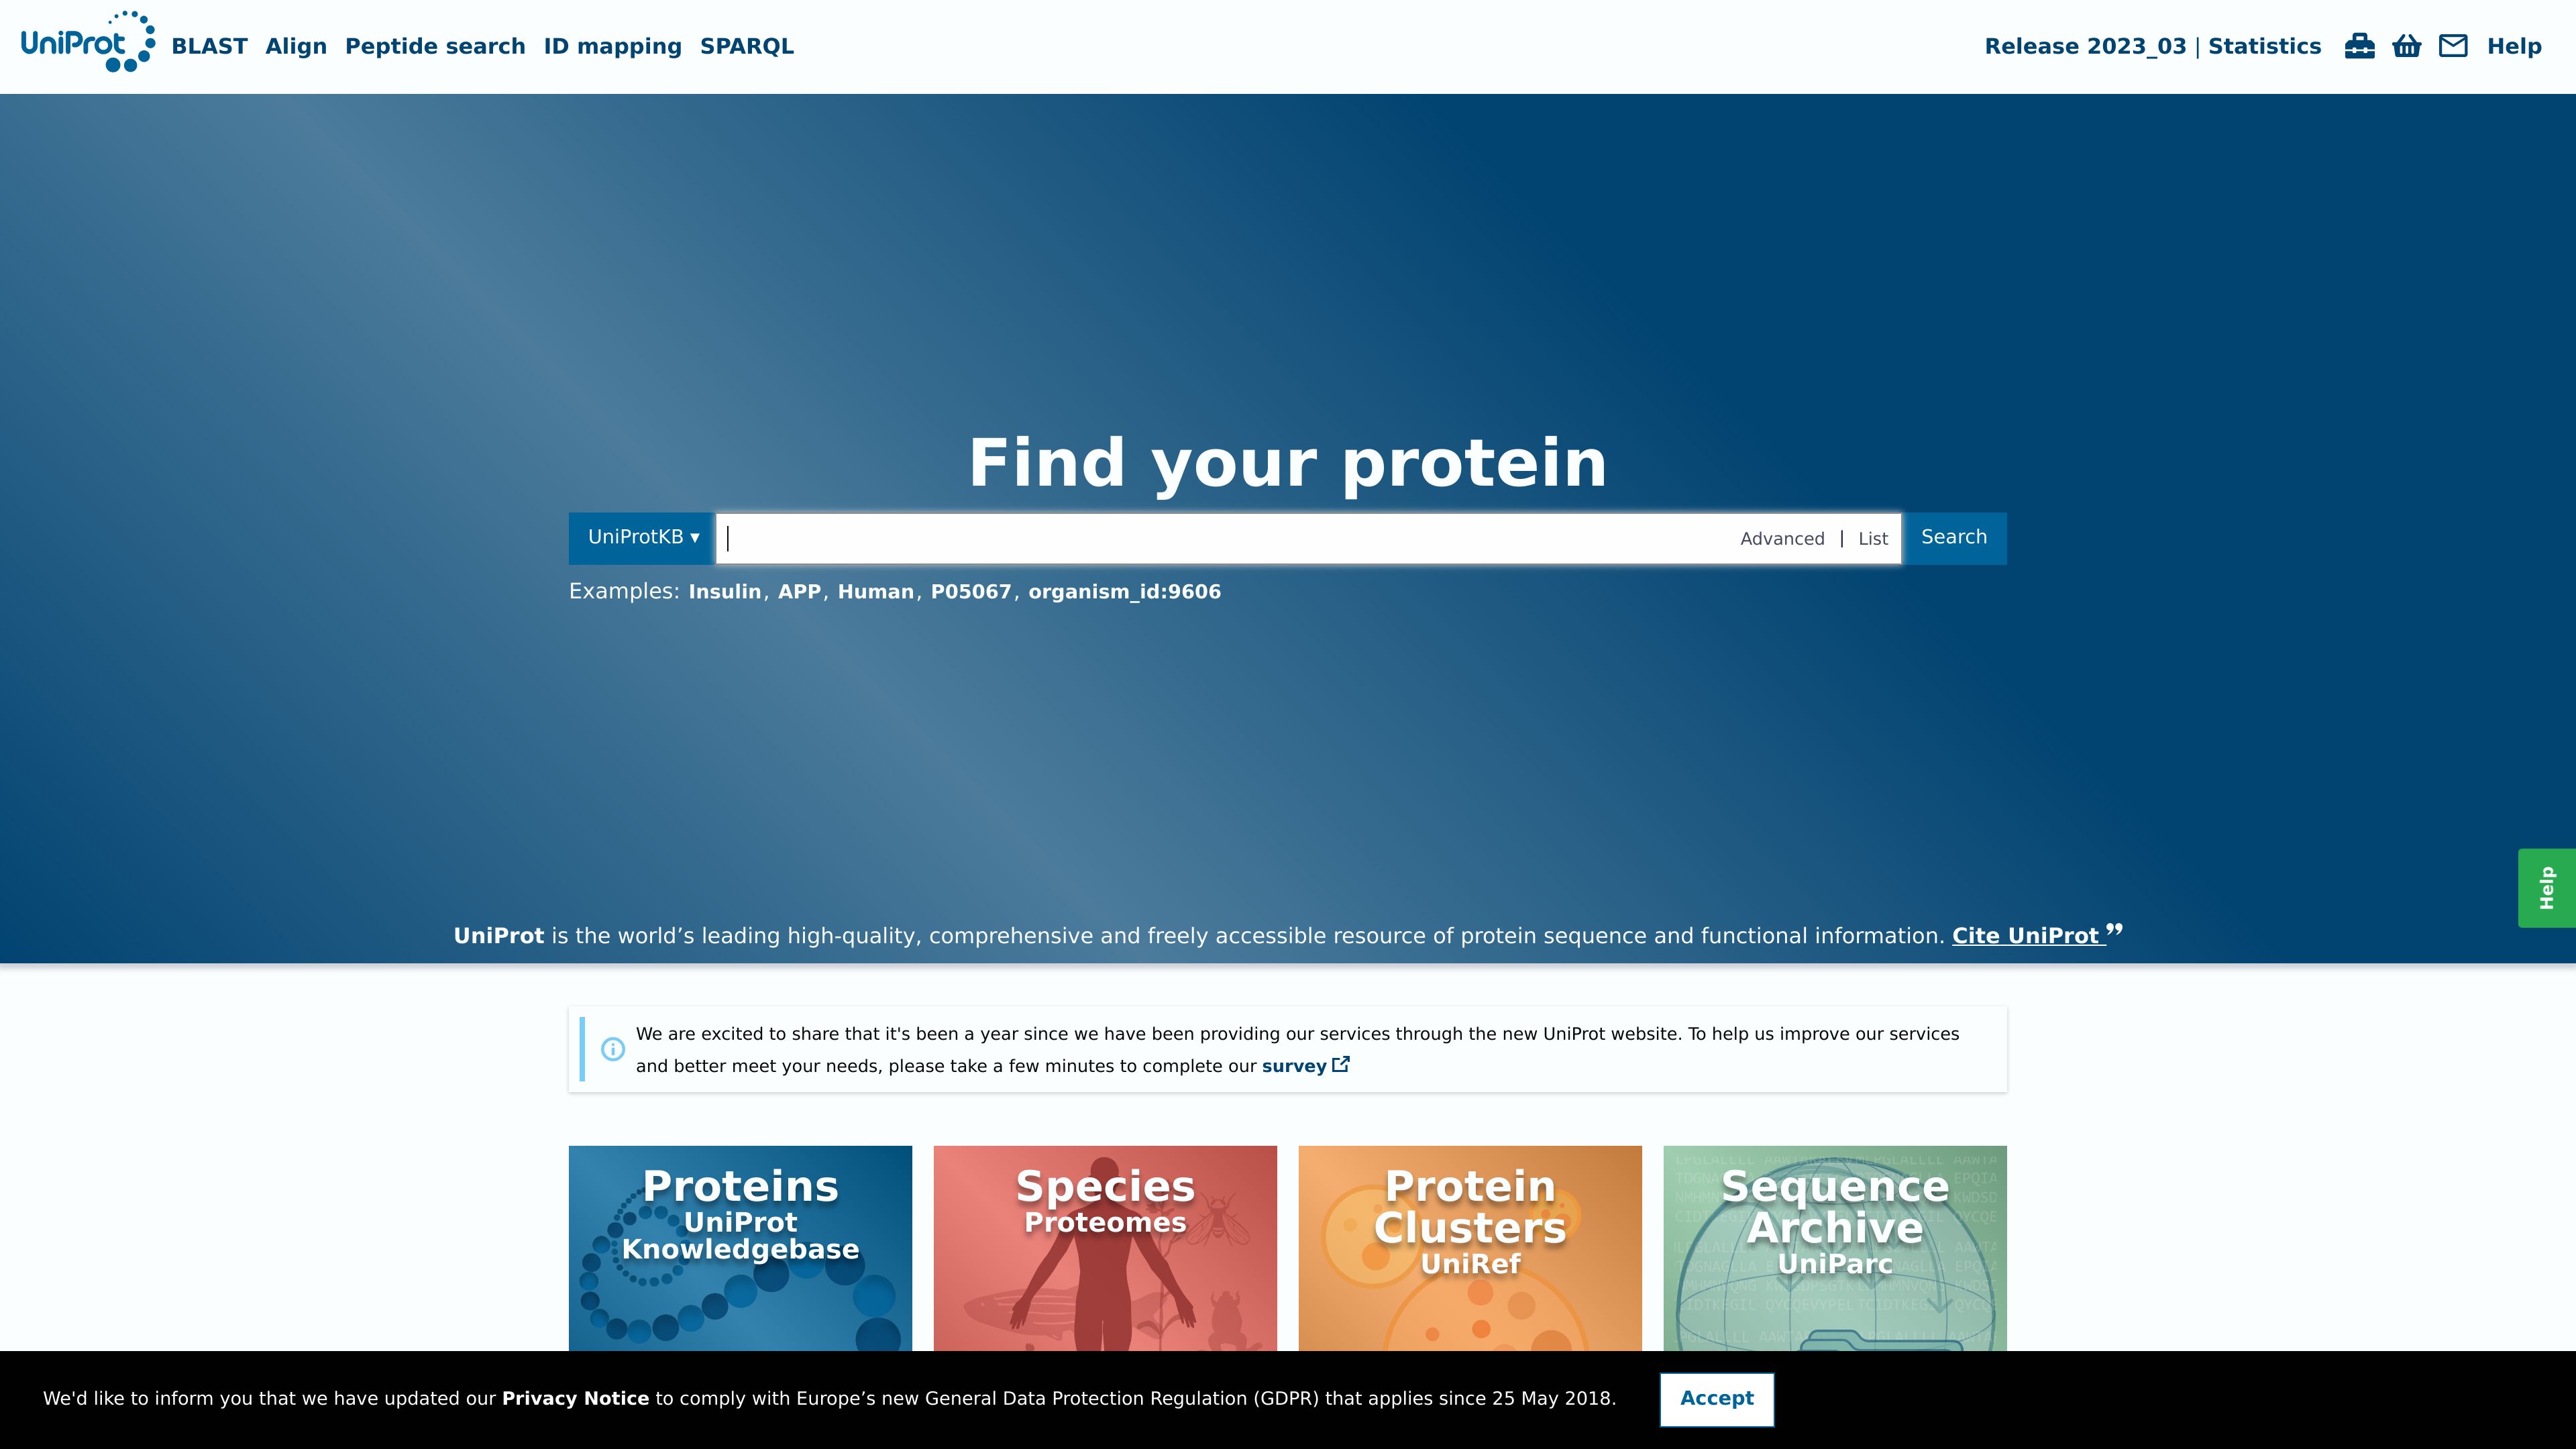 UniProt BLAST Align Peptide search ID mapping SPARQL Release 2023_03 | Statistics Help
Find your protein
UniProtKB ▾ Advanced | List Search
Examples: Insulin, APP, Human, P05067, organism_id:9606
Help
UniProt is the world’s leading high-quality, comprehensive and freely accessible resource of protein sequence and functional information. Cite UniProt ”
We are excited to share that it's been a year since we have been providing our services through the new UniProt website. To help us improve our services
and better meet your needs, please take a few minutes to complete our survey
Proteins
UniProt
Knowledgebase
Species
Proteomes
Protein
Clusters
UniRef
Sequence
Archive
UniParc
We'd like to inform you that we have updated our Privacy Notice to comply with Europe’s new General Data Protection Regulation (GDPR) that applies since 25 May 2018. Accept